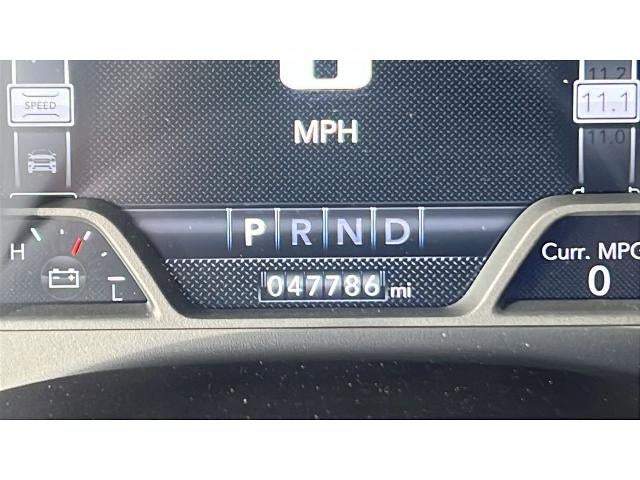 11.2
SPEED
11.1
MPH
11.0
P R N D
H
L
Curr. MPG
0
047786 mi